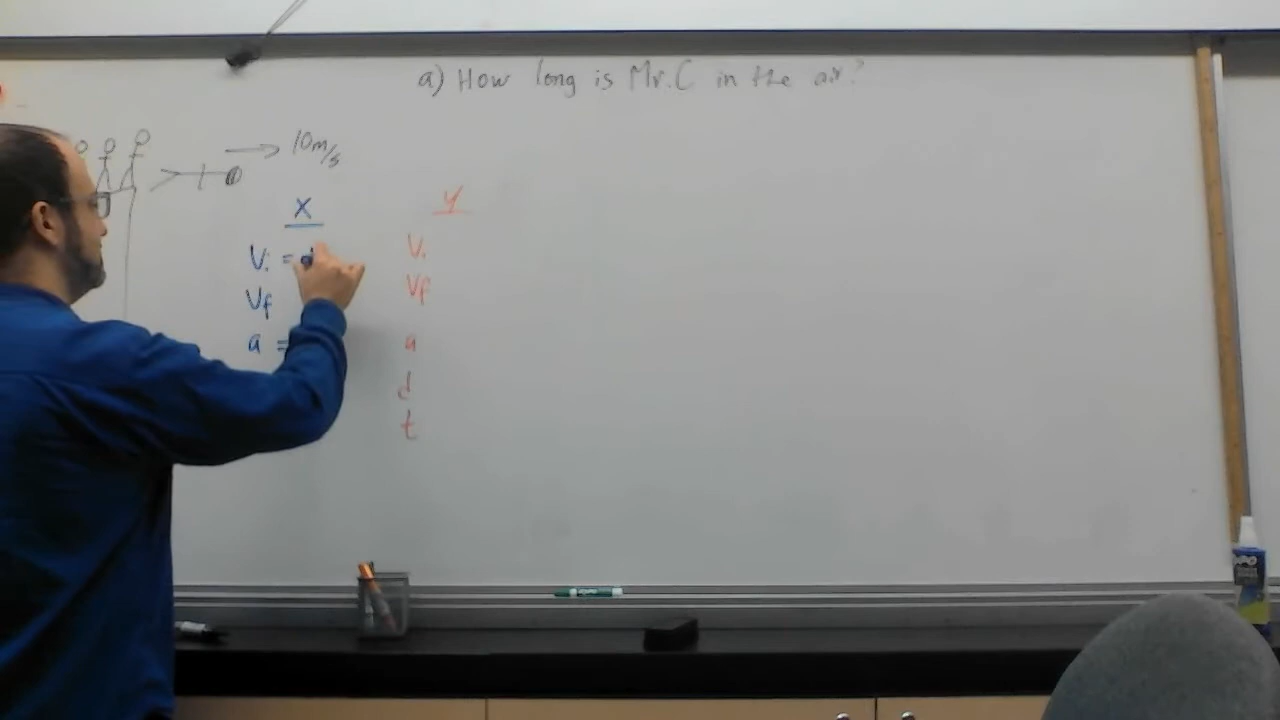 a) How long is Mr. C in the air?
10m/s
X Y
Vi = Vi
Vf Vf
a = a
d
t